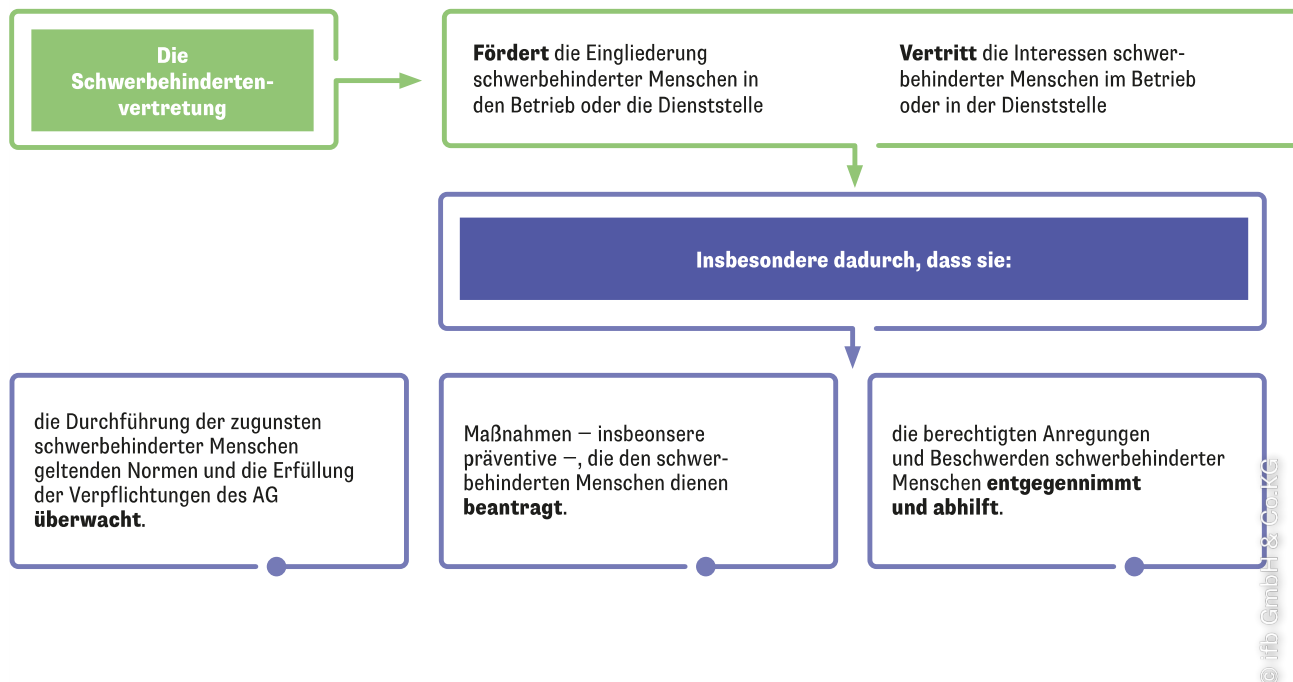 Die
Schwerbehinderten-
vertretung
Fördert die Eingliederung
schwerbehinderter Menschen in
den Betrieb oder die Dienststelle
Vertritt die Interessen schwer-
behinderter Menschen im Betrieb
oder in der Dienststelle
Insbesondere dadurch, dass sie:
die Durchführung der zugunsten
schwerbehinderter Menschen
geltenden Normen und die Erfüllung
der Verpflichtungen des AG
überwacht.
Maßnahmen – insbeonsere
präventive –, die den schwer-
behinderten Menschen dienen
beantragt.
die berechtigten Anregungen
und Beschwerden schwerbehinderter
Menschen entgegennimmt
und abhilft.
© ifb GmbH & Co.KG